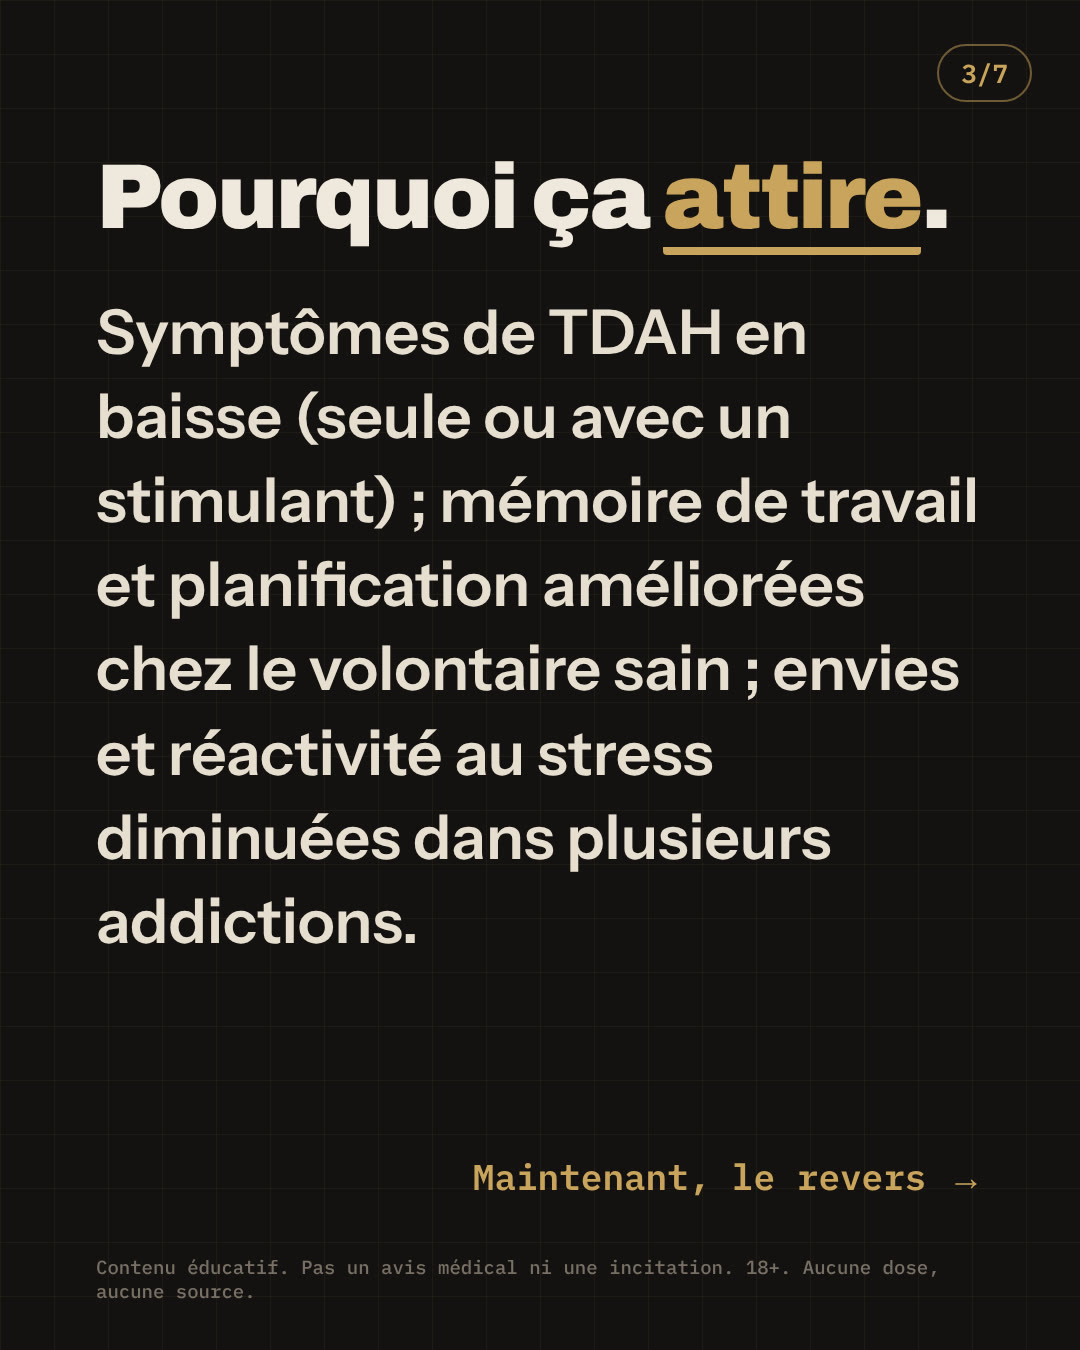 3/7
Pourquoi ça attire.
Symptômes de TDAH en
baisse (seule ou avec un
stimulant) ; mémoire de travail
et planification améliorées
chez le volontaire sain ; envies
et réactivité au stress
diminuées dans plusieurs
addictions.
Maintenant, le revers →
Contenu éducatif. Pas un avis médical ni une incitation. 18+. Aucune dose,
aucune source.